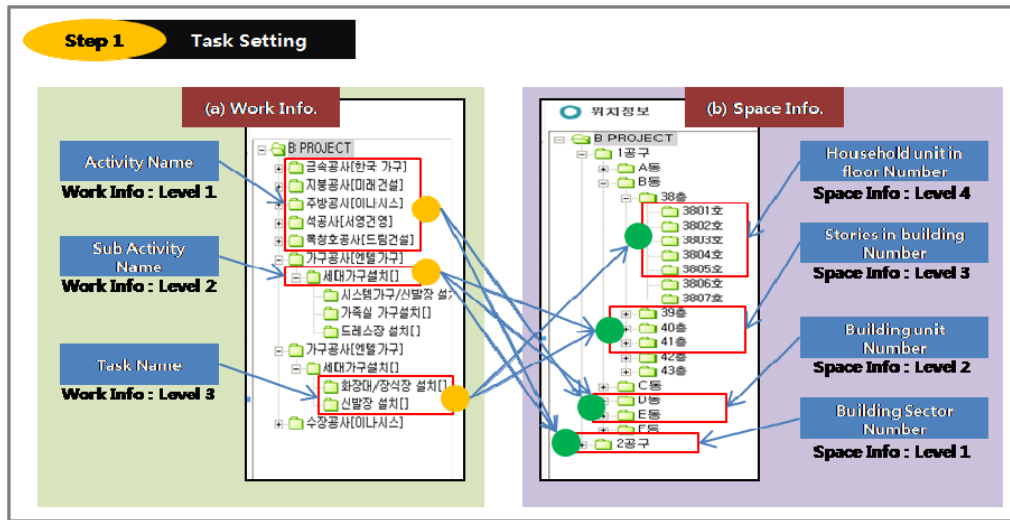 Step 1
Task Setting
(a) Work Info.
Activity Name
Work Info : Level 1
Sub Activity
Name
Work Info : Level 2
Task Name
Work Info : Level 3
B PROJECT
금속공사[한국 가구]
지붕공사[미래건설]
주방공사[이나시스]
석공사[서영건영]
목창호공사[드림건설]
가구공사[엔텔가구]
세대가구설치[]
시스템가구/신발장 설
가족실 가구설치[]
드레스장 설치[]
가구공사[엔텔가구]
세대가구설치[]
화장대/장식장 설치[]
신발장 설치[]
수장공사[이나시스]
(b) Space Info.
위치정보
B PROJECT
1공구
A동
B동
38층
3801호
3802호
3803호
3804호
3805호
3806호
3807호
39층
40층
41층
42층
43층
C동
D동
E동
F동
2공구
Household unit in
floor Number
Space Info : Level 4
Stories in building
Number
Space Info : Level 3
Building unit
Number
Space Info : Level 2
Building Sector
Number
Space Info : Level 1